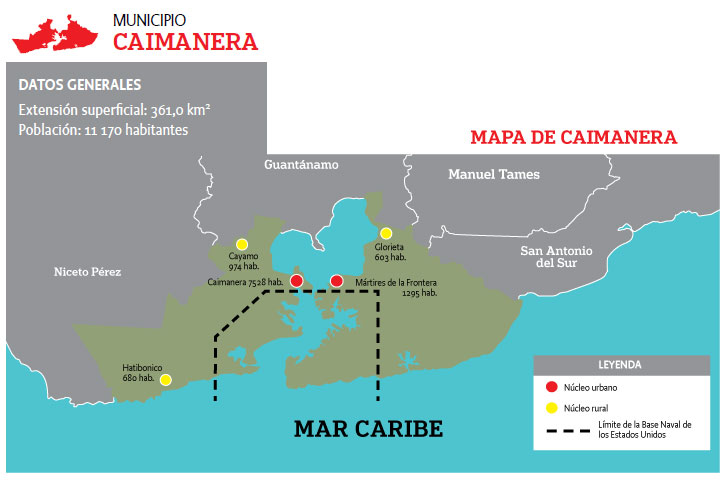 MUNICIPIO
CAIMANERA
DATOS GENERALES
Extensión superficial: 361,0 km²
Población: 11 170 habitantes
MAPA DE CAIMANERA
Guantánamo
Manuel Tames
San Antonio
del Sur
Niceto Pérez
Cayamo
974 hab.
Glorieta
603 hab.
Caimanera 7528 hab.
Mártires de la Frontera
1295 hab.
Hatibonico
680 hab.
MAR CARIBE
LEYENDA
Núcleo urbano
Núcleo rural
Límite de la Base Naval de
los Estados Unidos